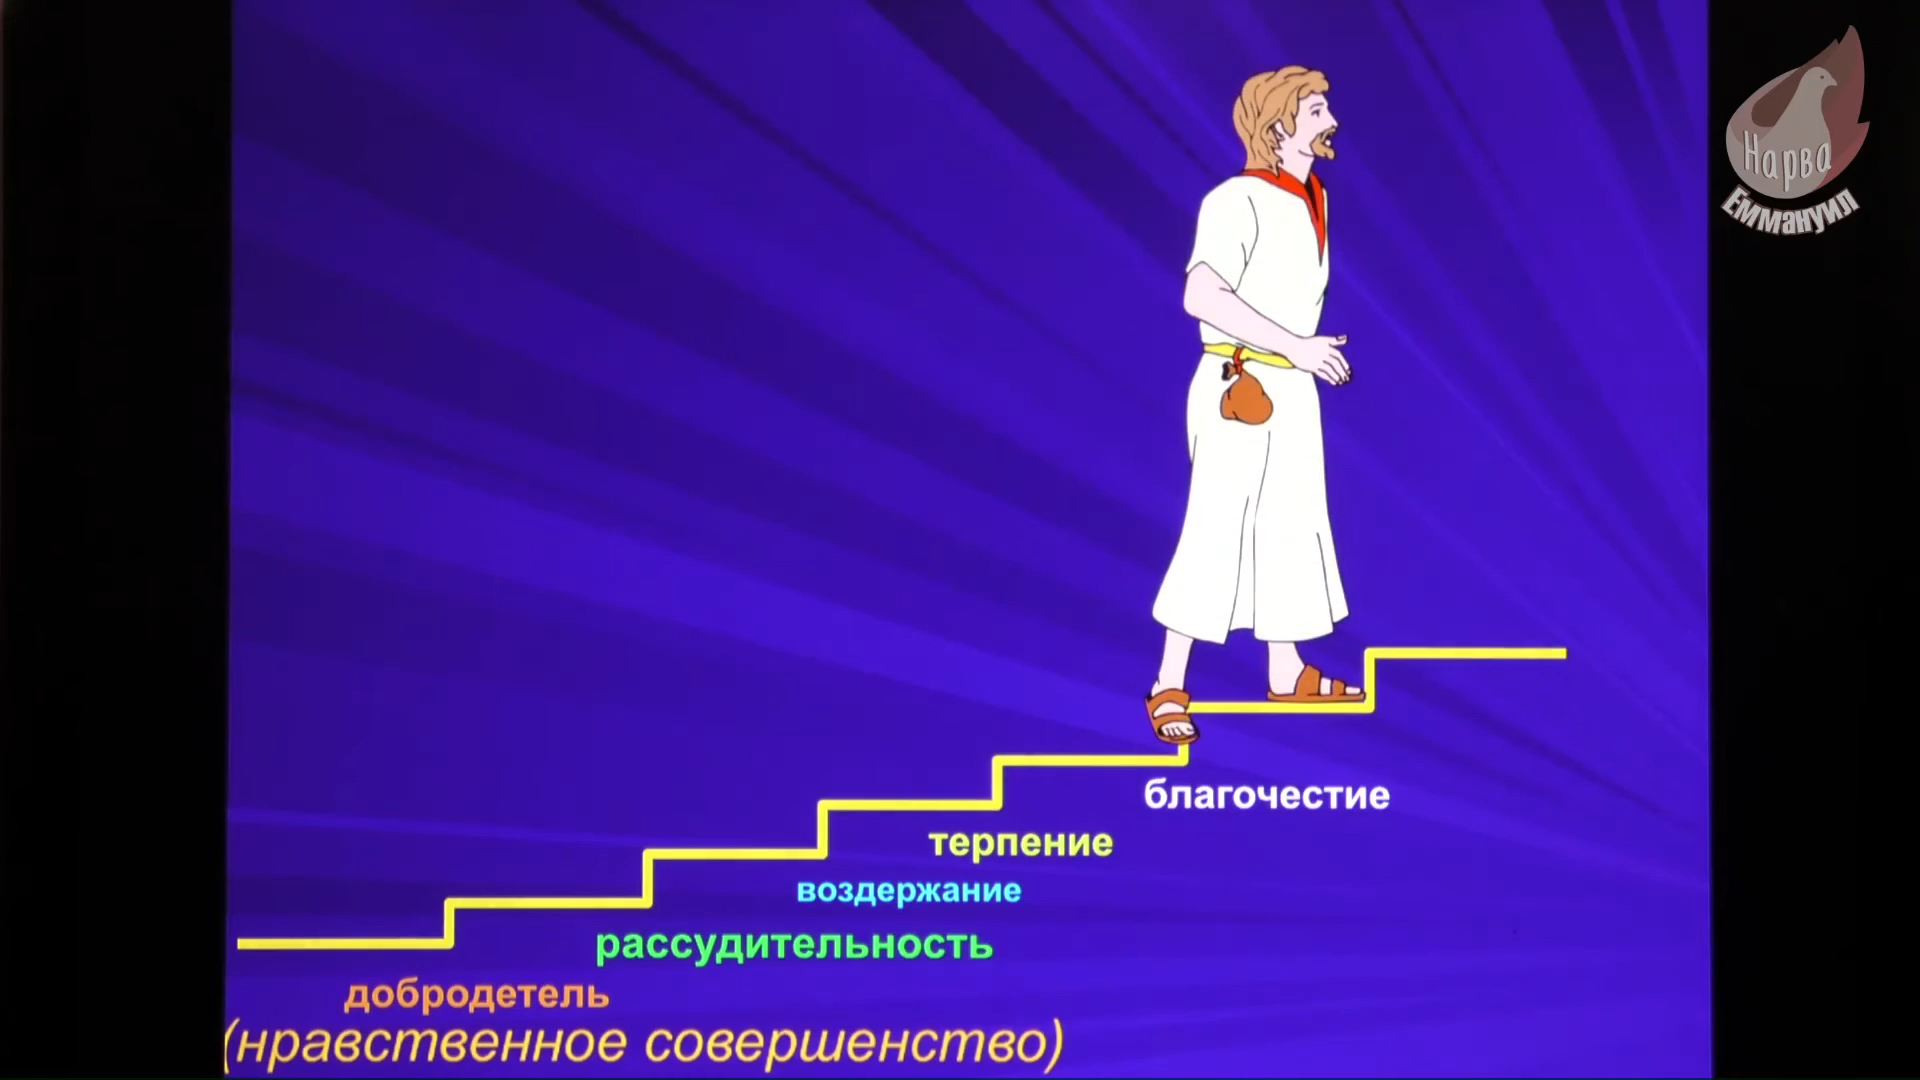 Нарва
Еммануил
благочестие
терпение
воздержание
рассудительность
добродетель
(нравственное совершенство)